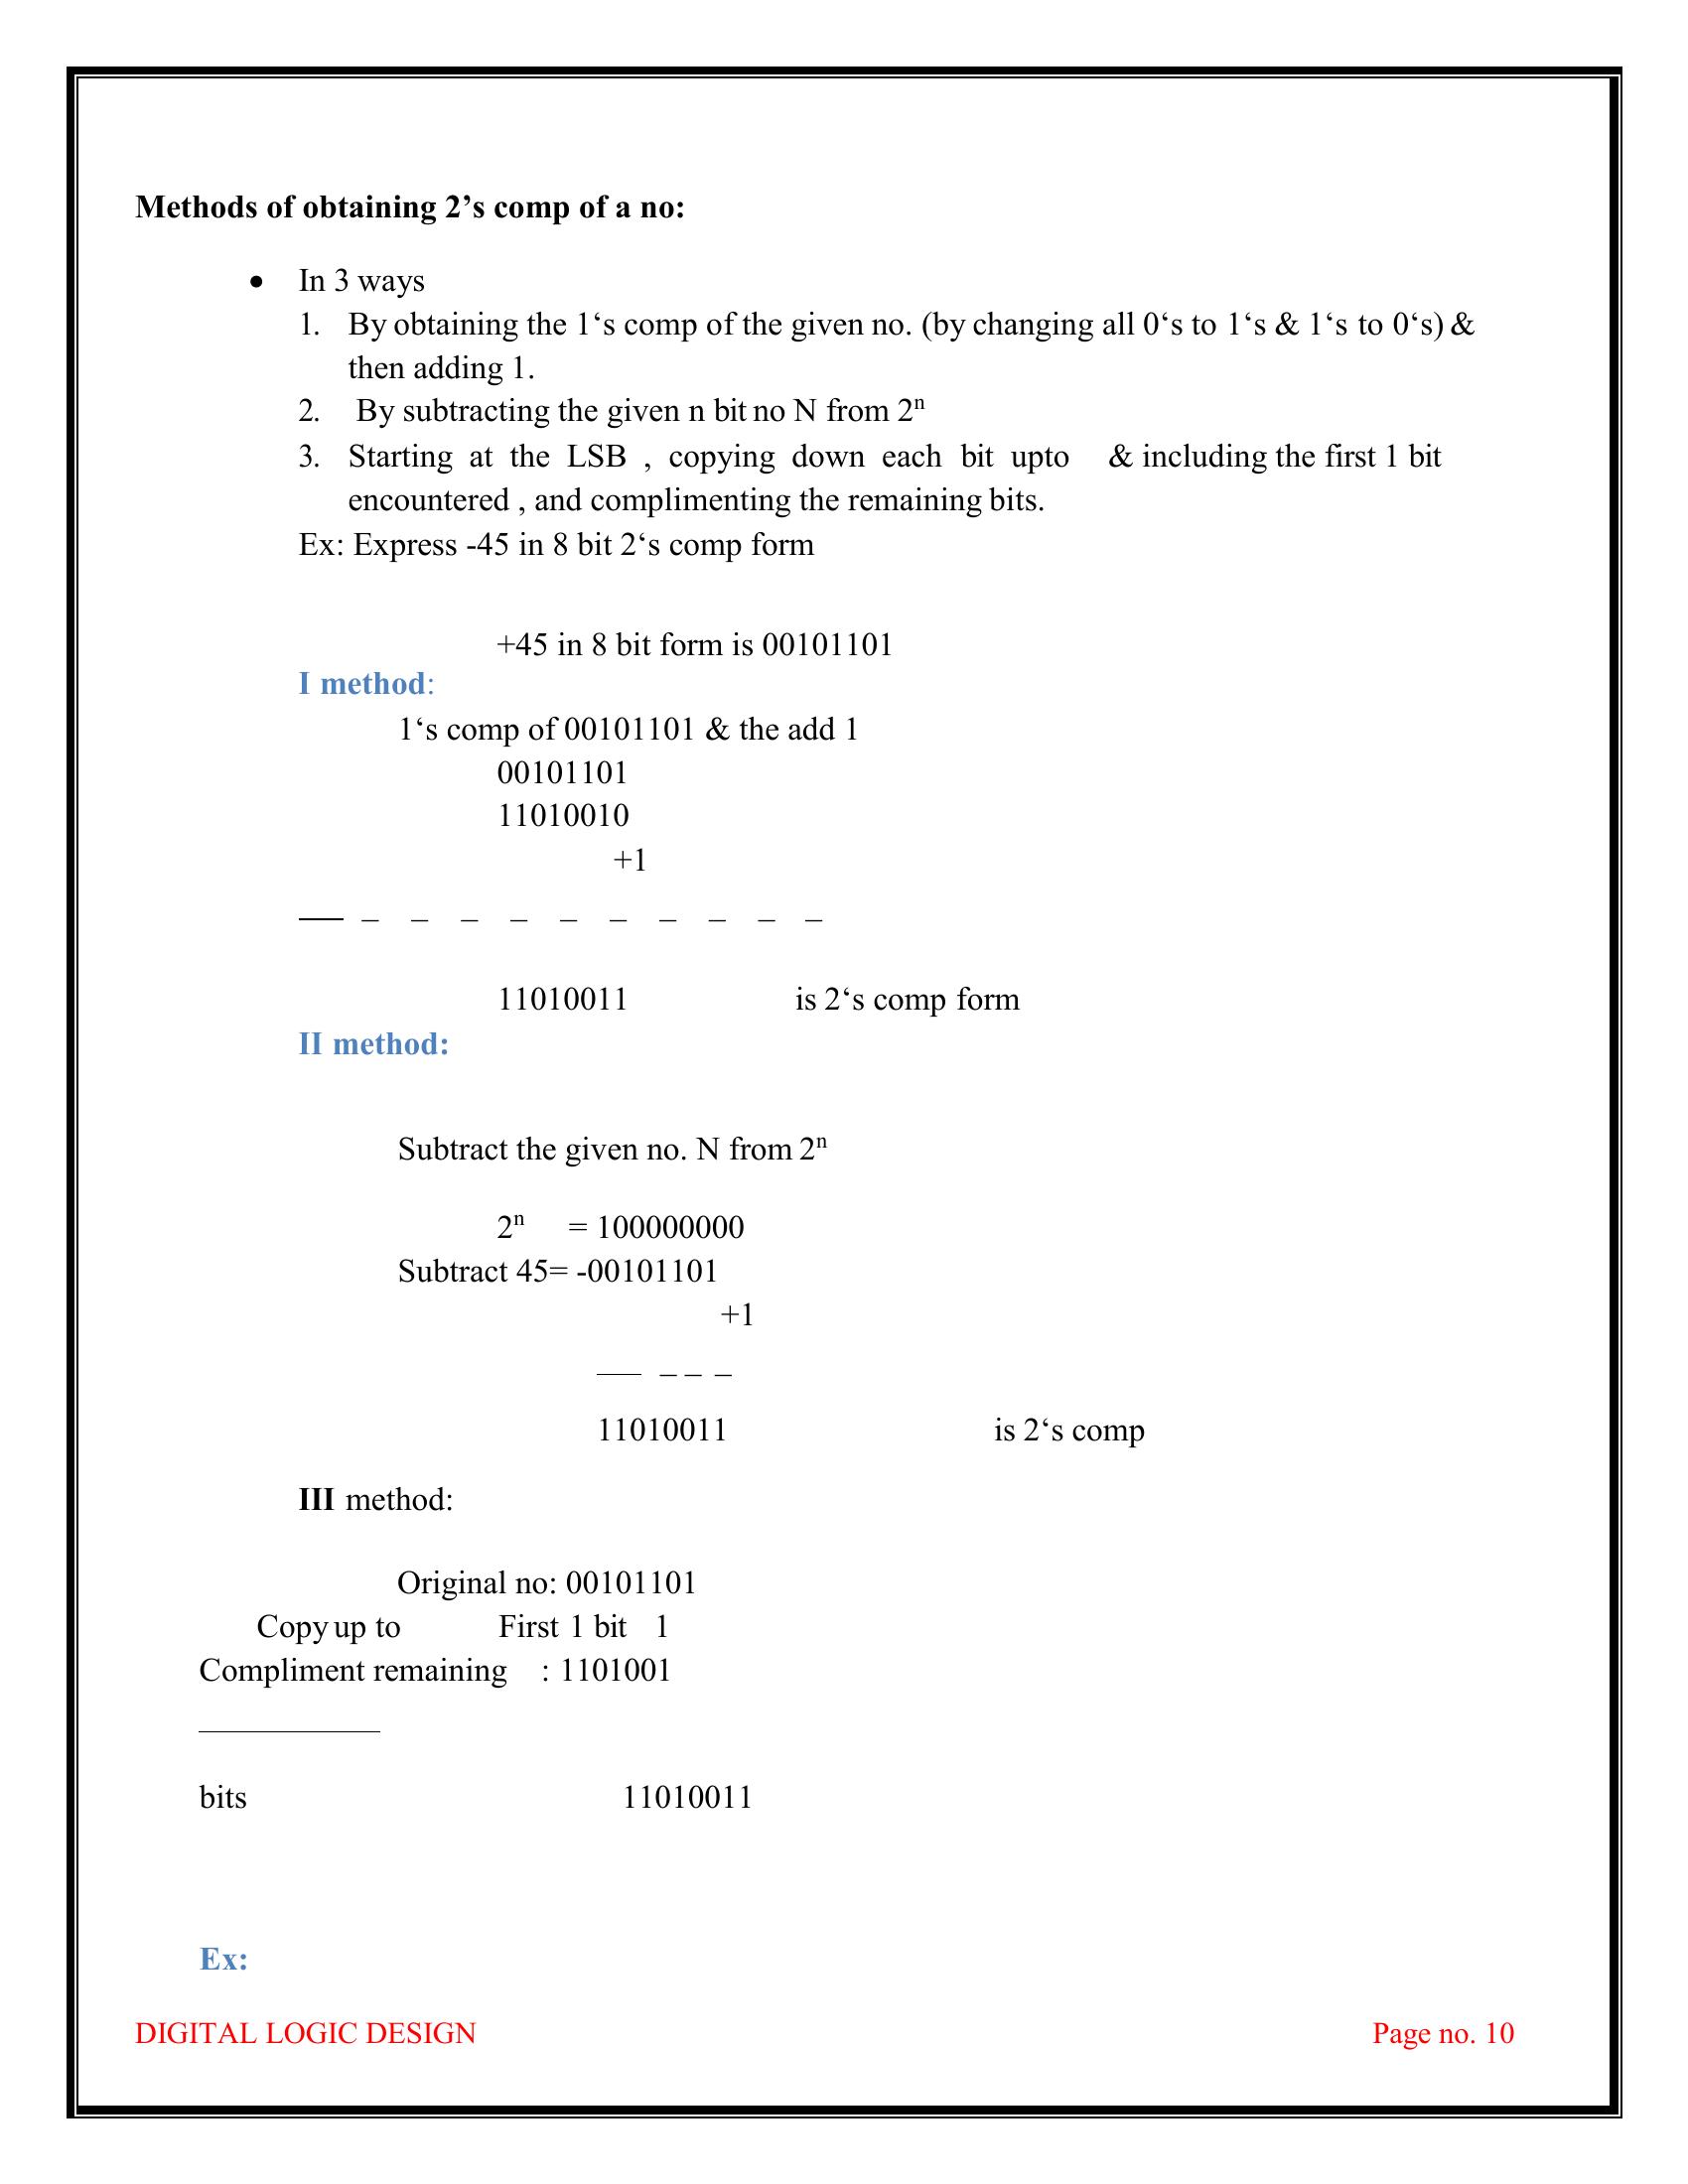 Methods of obtaining 2’s comp of a no:
• In 3 ways
1. By obtaining the 1‘s comp of the given no. (by changing all 0‘s to 1‘s & 1‘s to 0‘s) &
then adding 1.
2. By subtracting the given n bit no N from 2ⁿ
3. Starting at the LSB , copying down each bit upto & including the first 1 bit
encountered , and complimenting the remaining bits.
Ex: Express -45 in 8 bit 2‘s comp form
+45 in 8 bit form is 00101101
I method:
1‘s comp of 00101101 & the add 1
00101101
11010010
+1
— – – – – – – – – – –
11010011 is 2‘s comp form
II method:
Subtract the given no. N from 2ⁿ
2ⁿ = 100000000
Subtract 45= -00101101
+1
— – – –
11010011 is 2‘s comp
III method:
Original no: 00101101
Copy up to First 1 bit 1
Compliment remaining : 1101001
bits 11010011
Ex:
DIGITAL LOGIC DESIGN Page no. 10